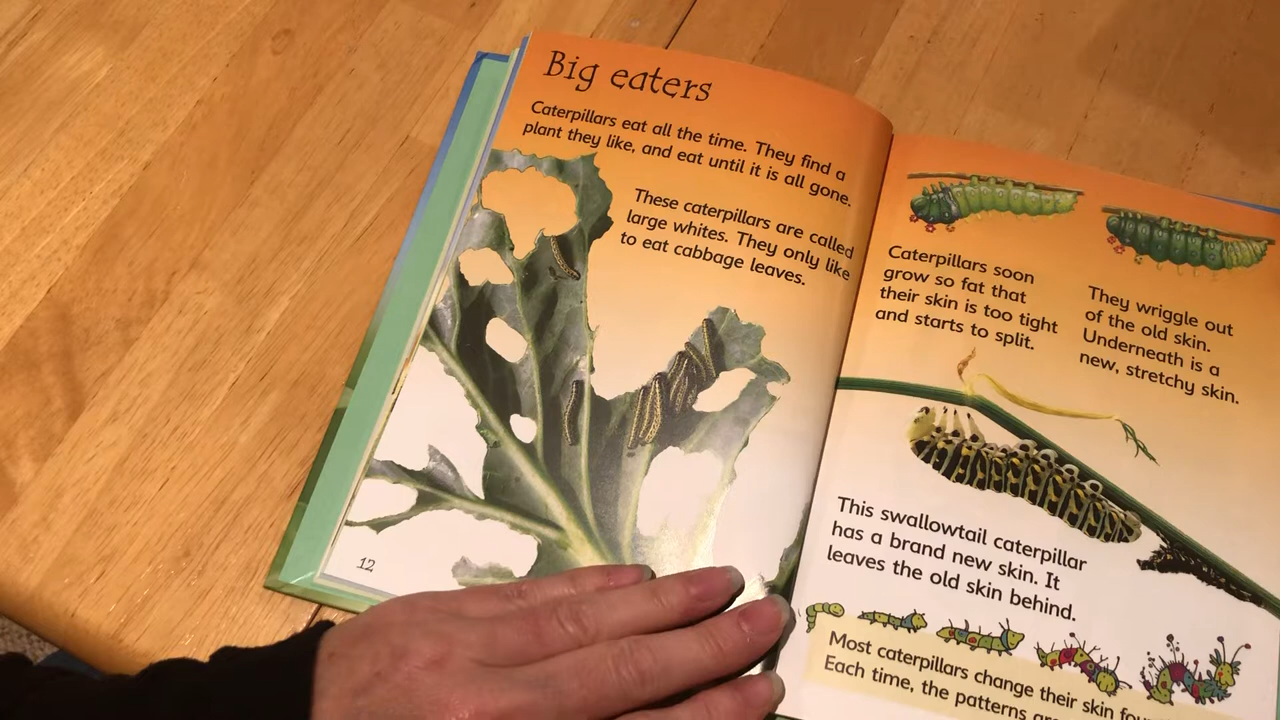 Big eaters
Caterpillars eat all the time. They find a
plant they like, and eat until it is all gone.
These caterpillars are called
large whites. They only like
to eat cabbage leaves.
12
Caterpillars soon
grow so fat that
their skin is too tight
and starts to split.
They wriggle out
of the old skin.
Underneath is a
new, stretchy skin.
This swallowtail caterpillar
has a brand new skin. It
leaves the old skin behind.
Most caterpillars change their skin
Each time, the patterns